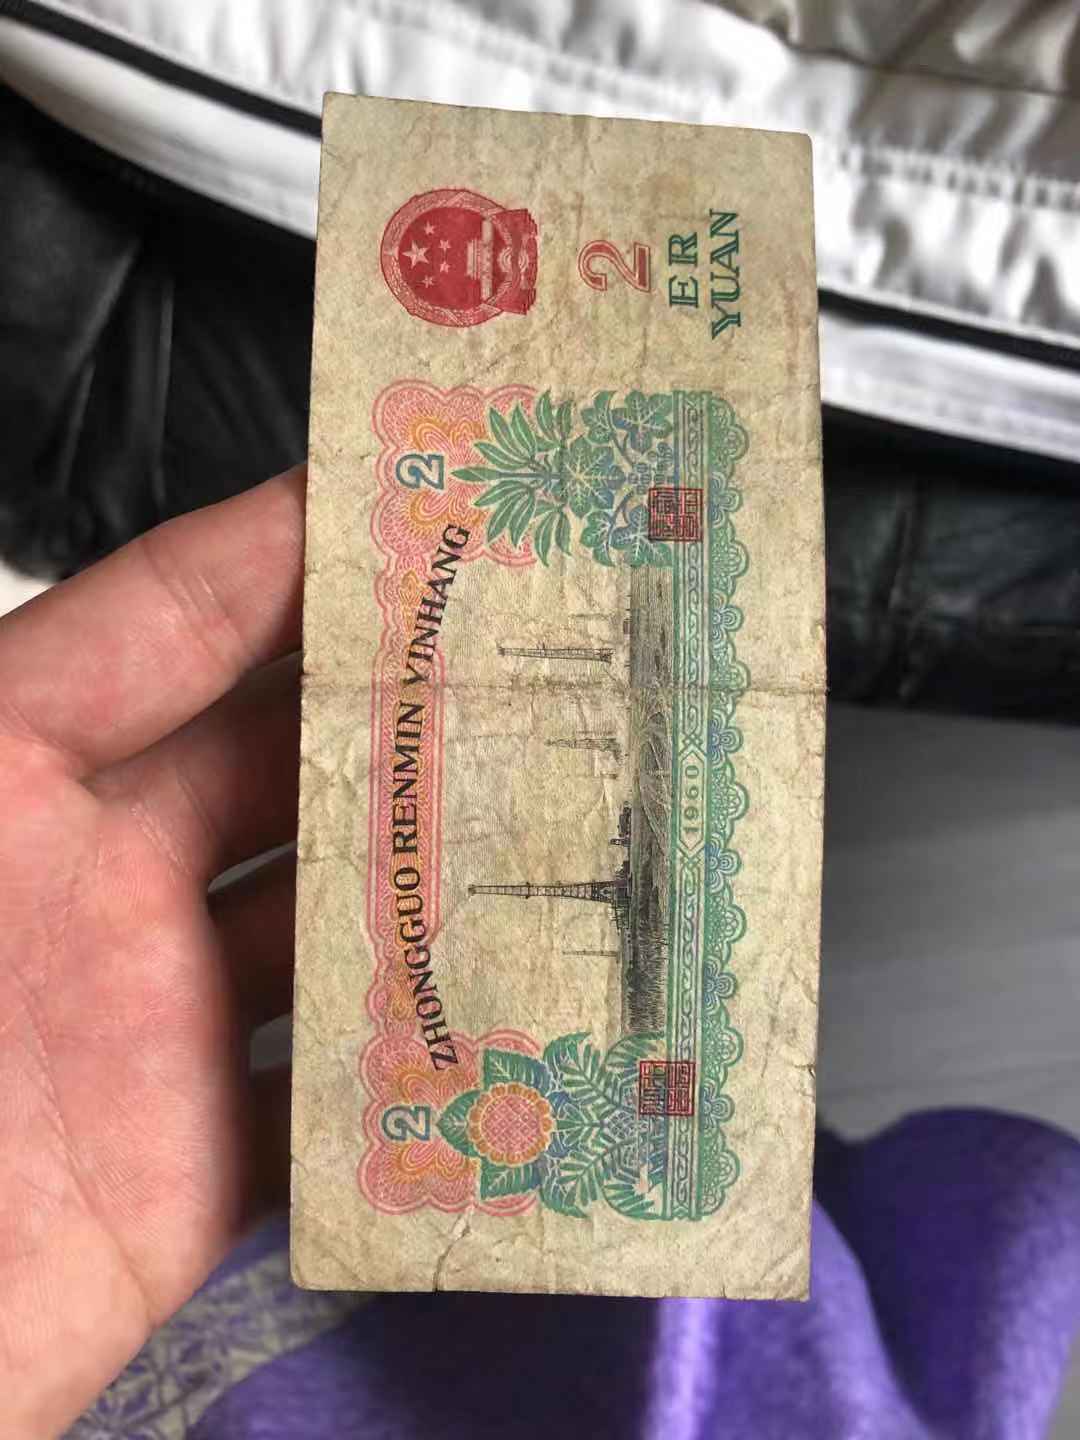 2
ER
YUAN
2
ZHONGGUO RENMIN YINHANG
2
1960